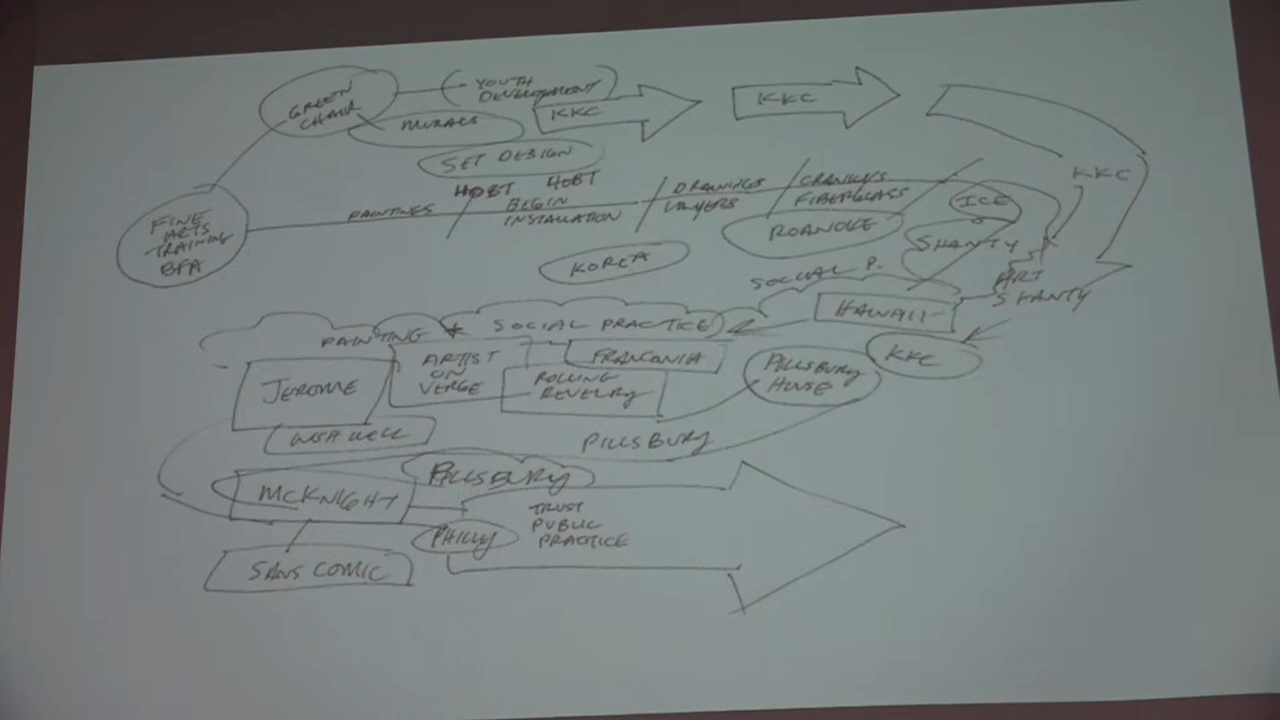 YOUTH
DEVELOPMENT
GREEN
CHAIR
MURALS
KKC
KKC
SET DESIGN
HOBT HOBT
FINE
ARTS
TRAINING
BFA
PAINTINGS
BEGIN
INSTALLATION
DRAWINGS
LAYERS
CRANKYS
FIBERGLASS
ROANOKE
ICE
SHANTY
KKC
KOREA
SOCIAL P.
ART
SHANTY
HAWAII
PAINTING
SOCIAL PRACTICE
FRANCONIA
ARTIST
ON
VERGE
ROLLING
REVELRY
PILLSBURY
HOUSE
KKC
JEROME
WISH WELL
PILLSBURY
MCKNIGHT
PILLSBURY
TRUST
PUBLIC
PRACTICE
PHILLY
SANS COMIC